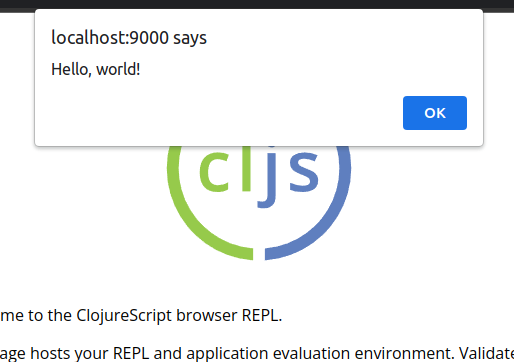 localhost:9000 says
Hello, world!
OK
cljs
me to the ClojureScript browser REPL.
age hosts your REPL and application evaluation environment. Validate